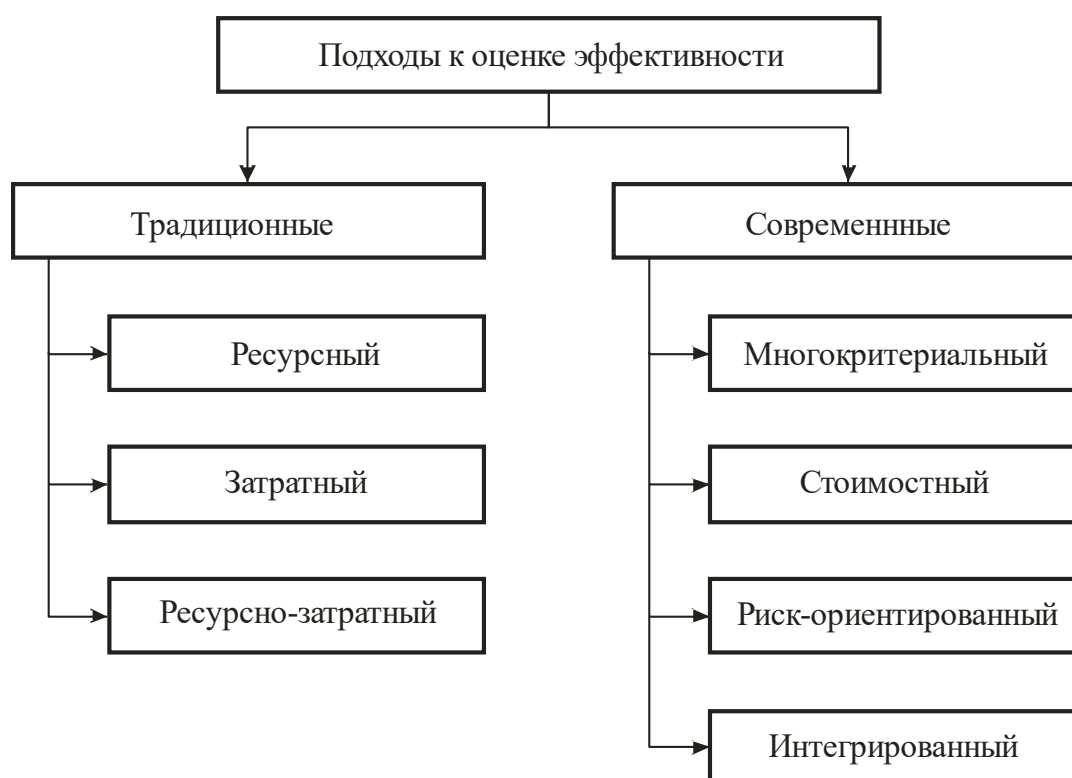 Подходы к оценке эффективности
Традиционные
Ресурсный
Затратный
Ресурсно-затратный
Современнные
Многокритериальный
Стоимостный
Риск-ориентированный
Интегрированный